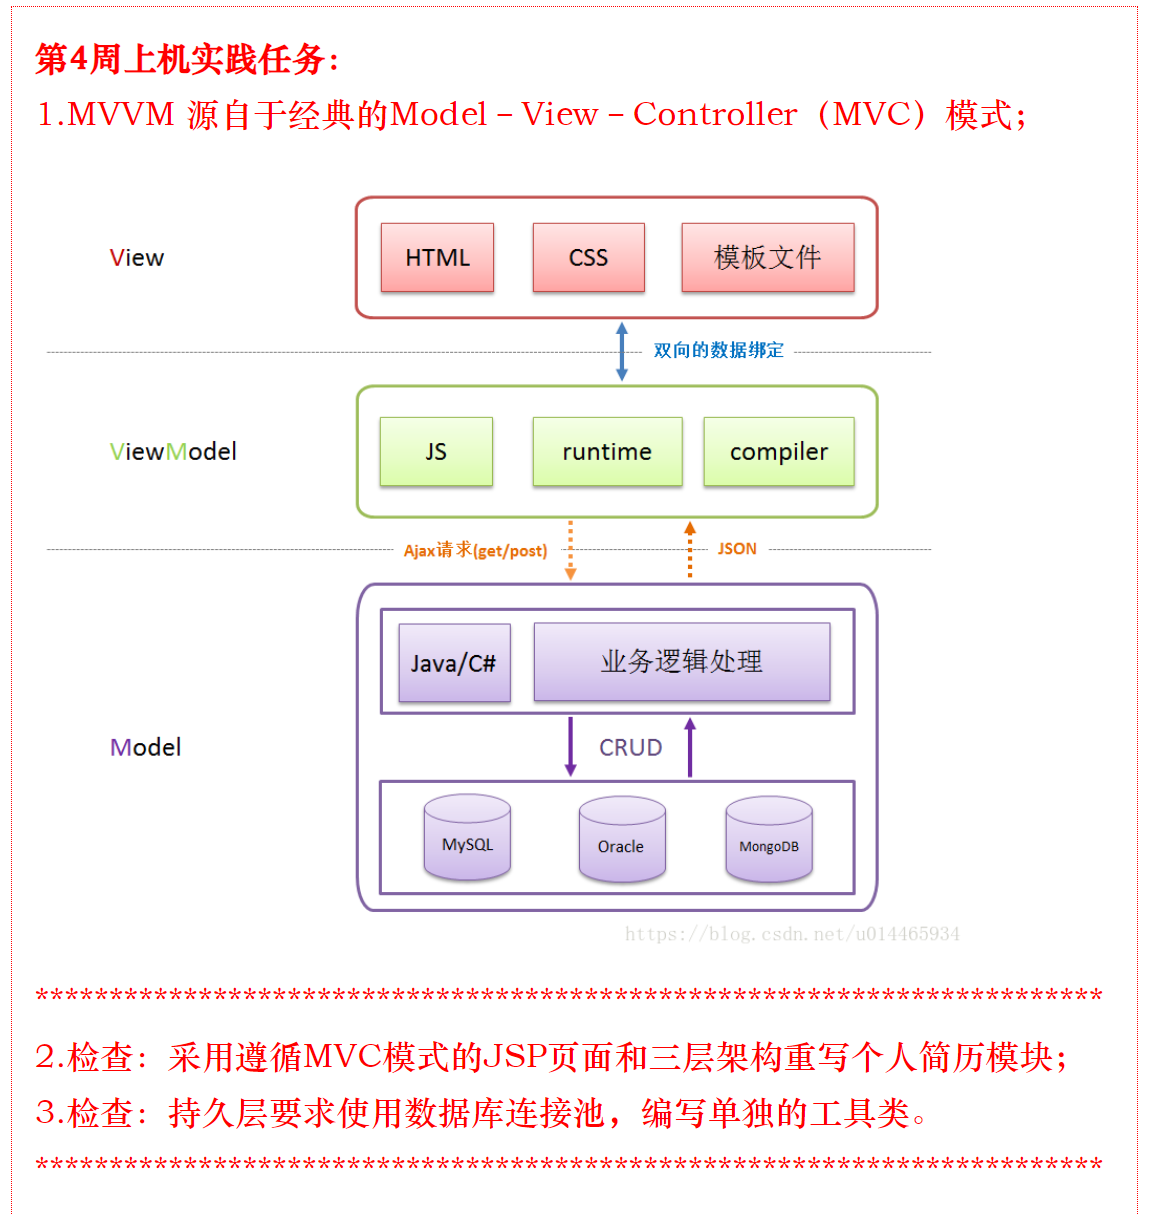 第4周上机实践任务：
1.MVVM 源自于经典的Model－View－Controller（MVC）模式；
View
HTML
CSS
模板文件
双向的数据绑定
ViewModel
JS
runtime
compiler
Ajax请求(get/post)
JSON
Java/C#
业务逻辑处理
Model
CRUD
MySQL
Oracle
MongoDB
https://blog.csdn.net/u014465934
************************************************************************
2.检查：采用遵循MVC模式的JSP页面和三层架构重写个人简历模块；
3.检查：持久层要求使用数据库连接池，编写单独的工具类。
************************************************************************